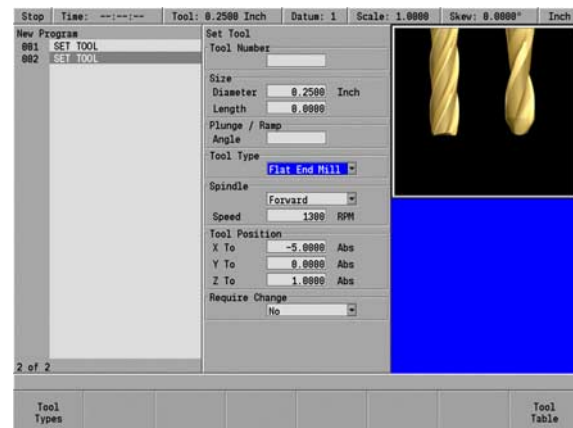 Stop Time: --:--:-- Tool: 0.2500 Inch Datum: 1 Scale: 1.0000 Skew: 0.0000° Inch
New Program
001 SET TOOL
002 SET TOOL
2 of 2
Set Tool
Tool Number
Size
Diameter 0.2500 Inch
Length 0.0000
Plunge / Ramp
Angle
Tool Type
Flat End Mill
Spindle
Forward
Speed 1300 RPM
Tool Position
X To -5.0000 Abs
Y To 0.0000 Abs
Z To 1.0000 Abs
Require Change
No
Tool Types
Tool Table